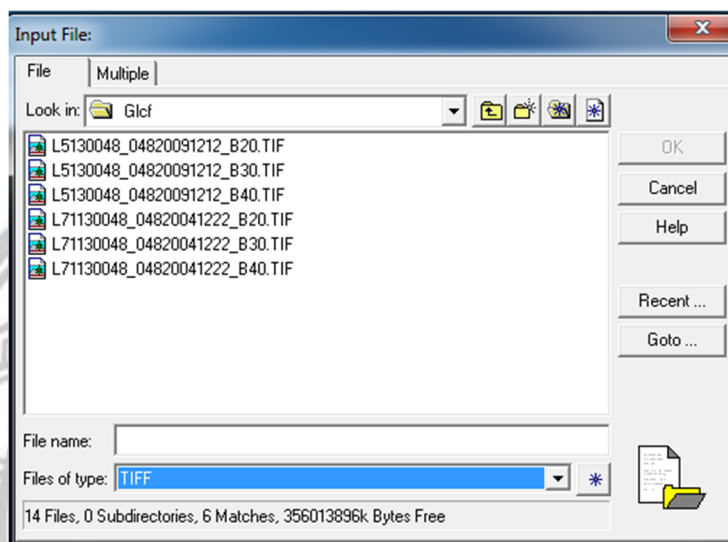 Input File:
File Multiple
Look in: Glcf
L5130048_04820091212_B20.TIF
L5130048_04820091212_B30.TIF
L5130048_04820091212_B40.TIF
L71130048_04820041222_B20.TIF
L71130048_04820041222_B30.TIF
L71130048_04820041222_B40.TIF
OK
Cancel
Help
Recent ...
Goto ...
File name:
Files of type: TIFF
14 Files, 0 Subdirectories, 6 Matches, 356013896k Bytes Free